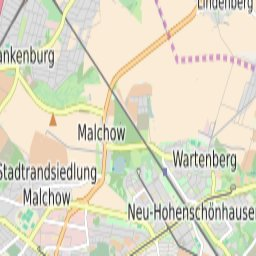 Lindenberg
ankenburg
Malchow
Wartenberg
Stadtrandsiedlung
Malchow
Neu-Hohenschönhausen